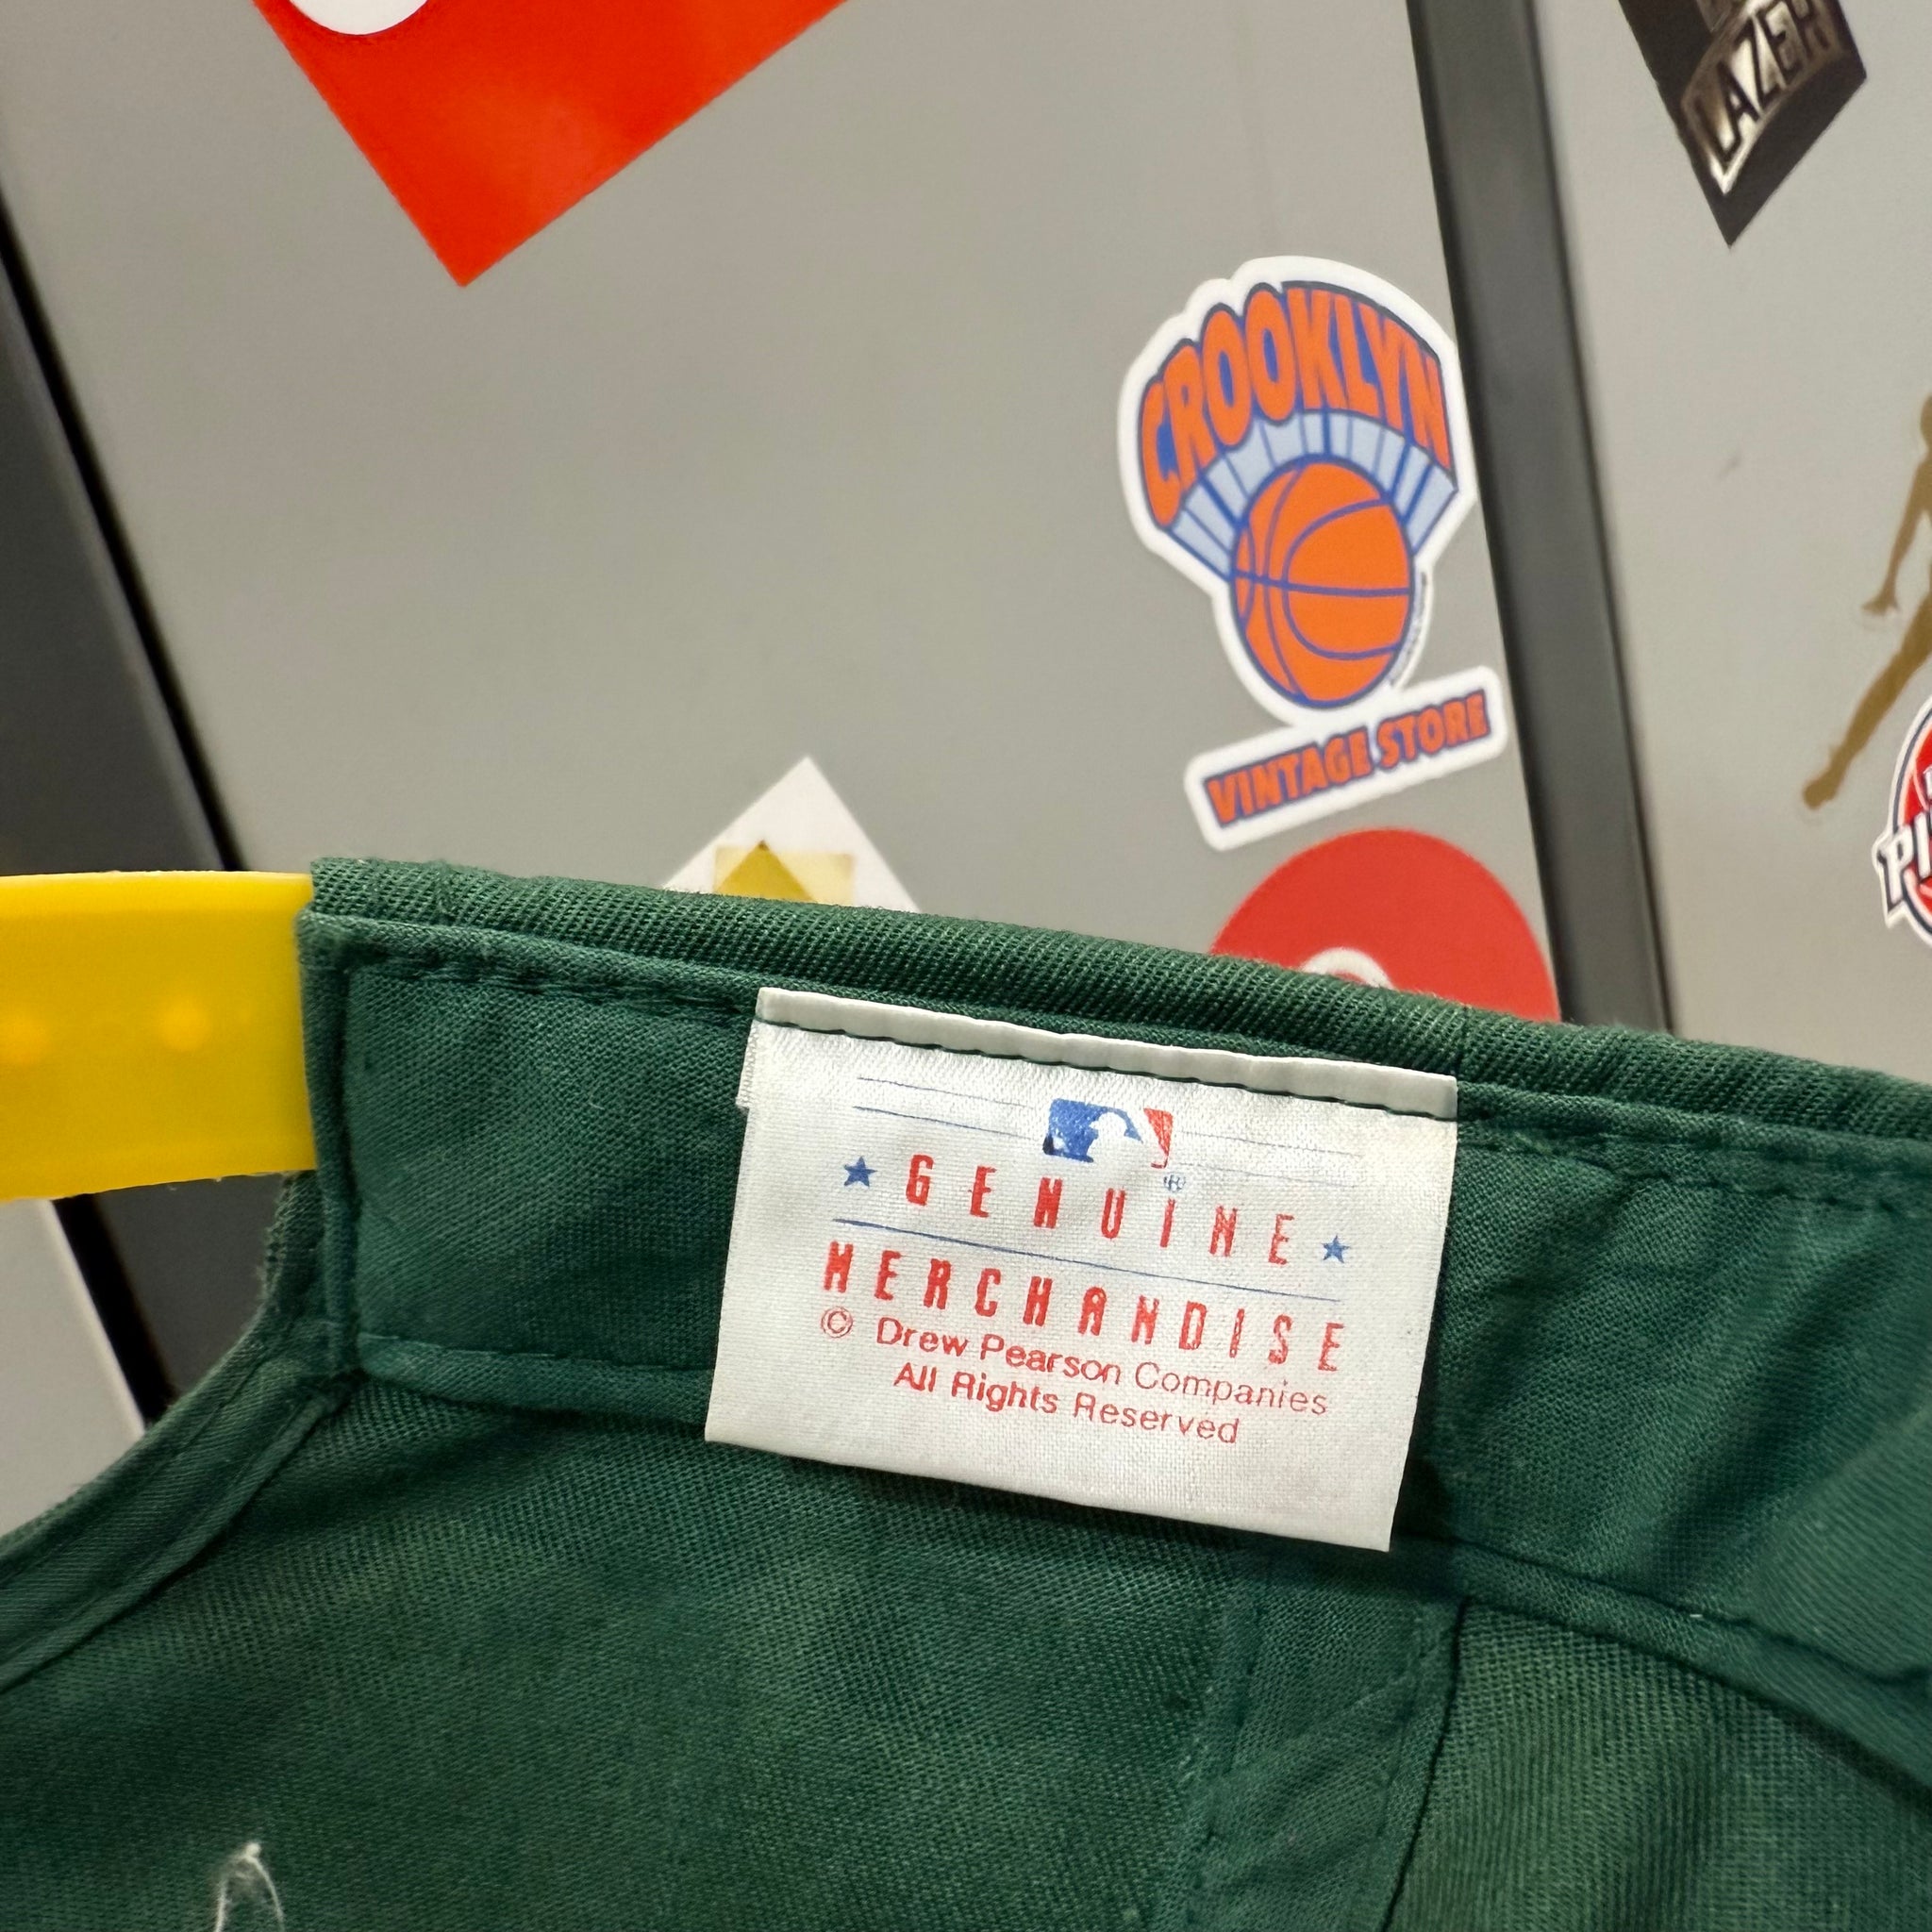 LAZER
CROOKLYN
VINTAGE STORE
®
GENUINE
MERCHANDISE
© Drew Pearson Companies
All Rights Reserved